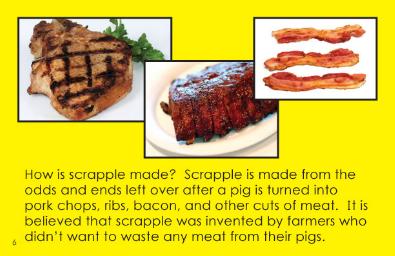 How is scrapple made?  Scrapple is made from the
odds and ends left over after a pig is turned into
pork chops, ribs, bacon, and other cuts of meat.  It is
believed that scrapple was invented by farmers who
didn't want to waste any meat from their pigs.
6